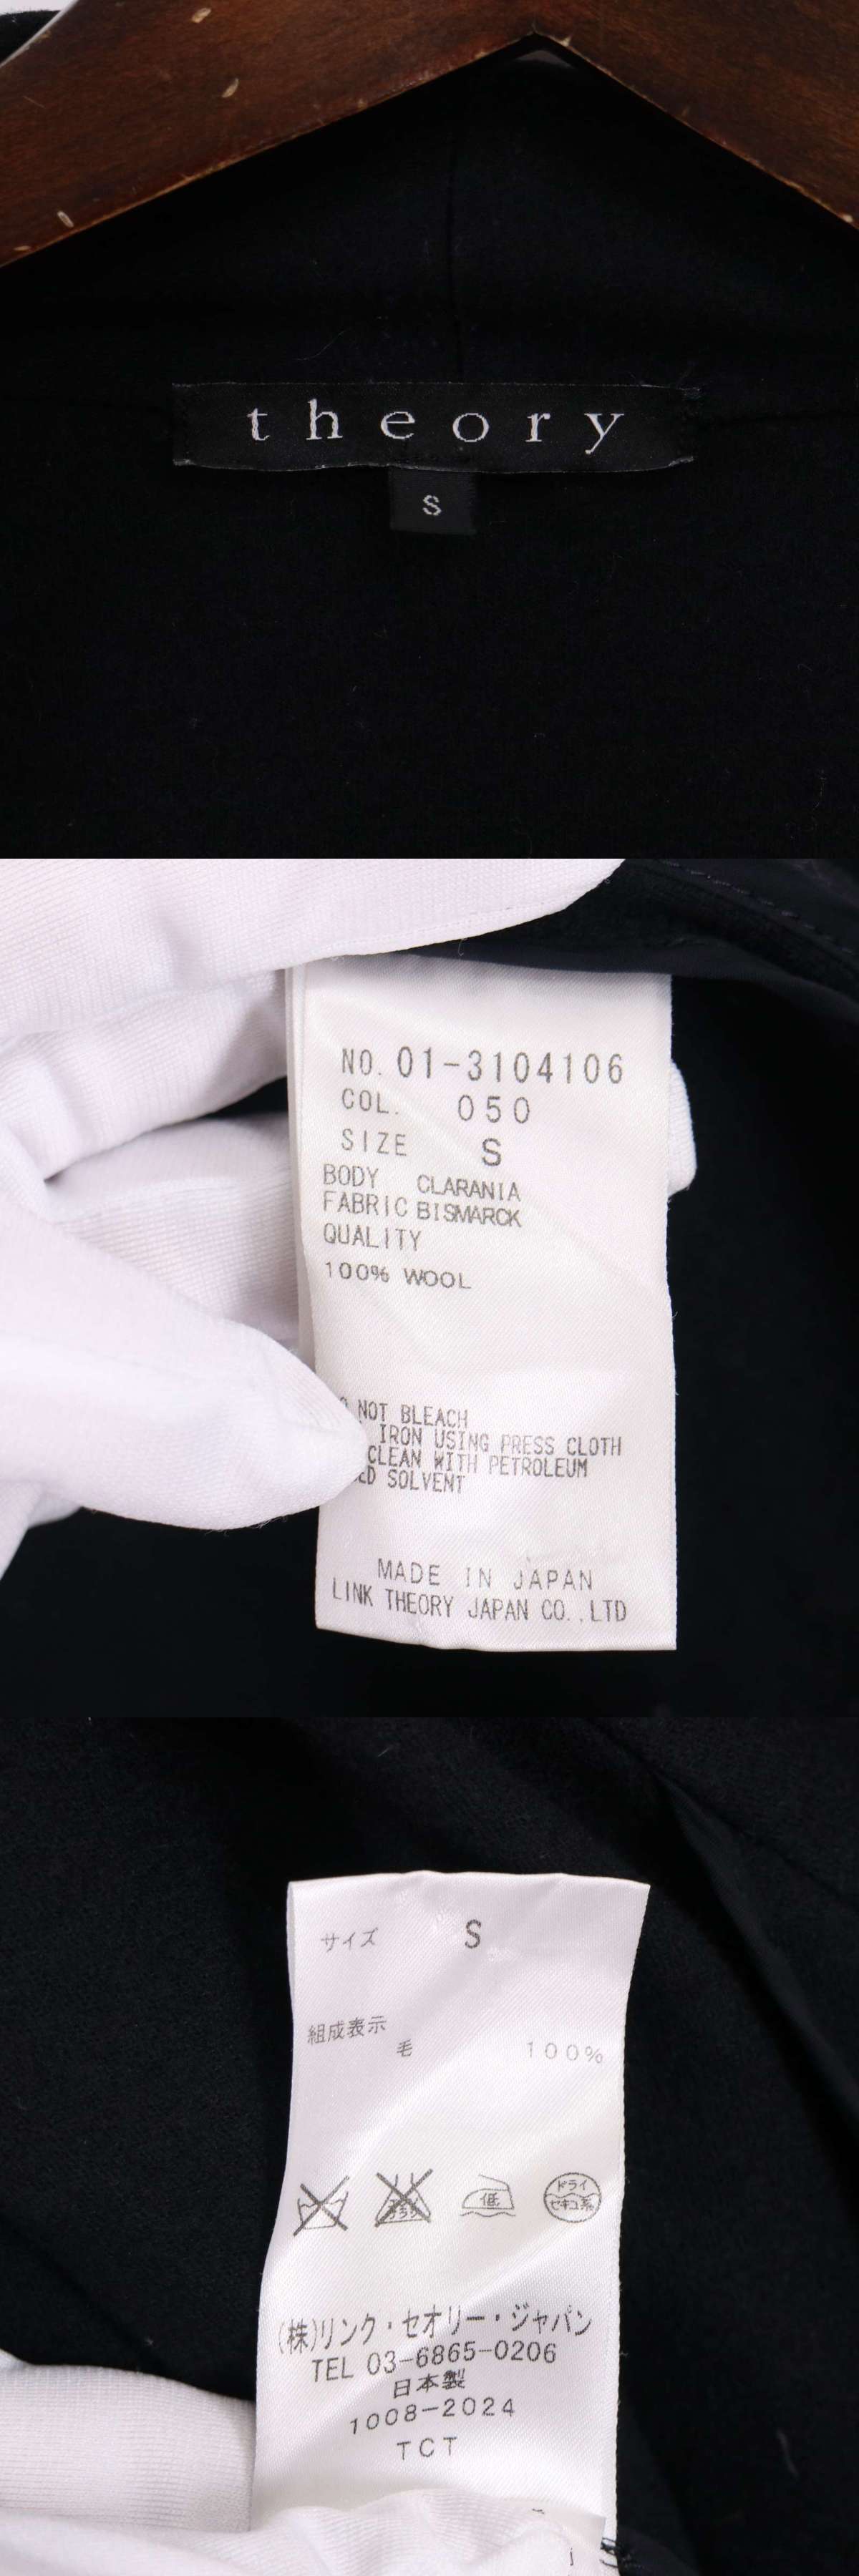 theory
S
NO. 01-3104106
COL. 050
SIZE S
BODY CLARANIA
FABRIC BISMARCK
QUALITY
100% WOOL
NOT BLEACH
IRON USING PRESS CLOTH
CLEAN WITH PETROLEUM
SOLVENT
MADE IN JAPAN
LINK THEORY JAPAN CO.,LTD
サイズ S
組成表示
毛 100%
低 ドライ
セキユ系
(株)リンク・セオリー・ジャパン
TEL 03-6865-0206
日本製
1008-2024
TCT